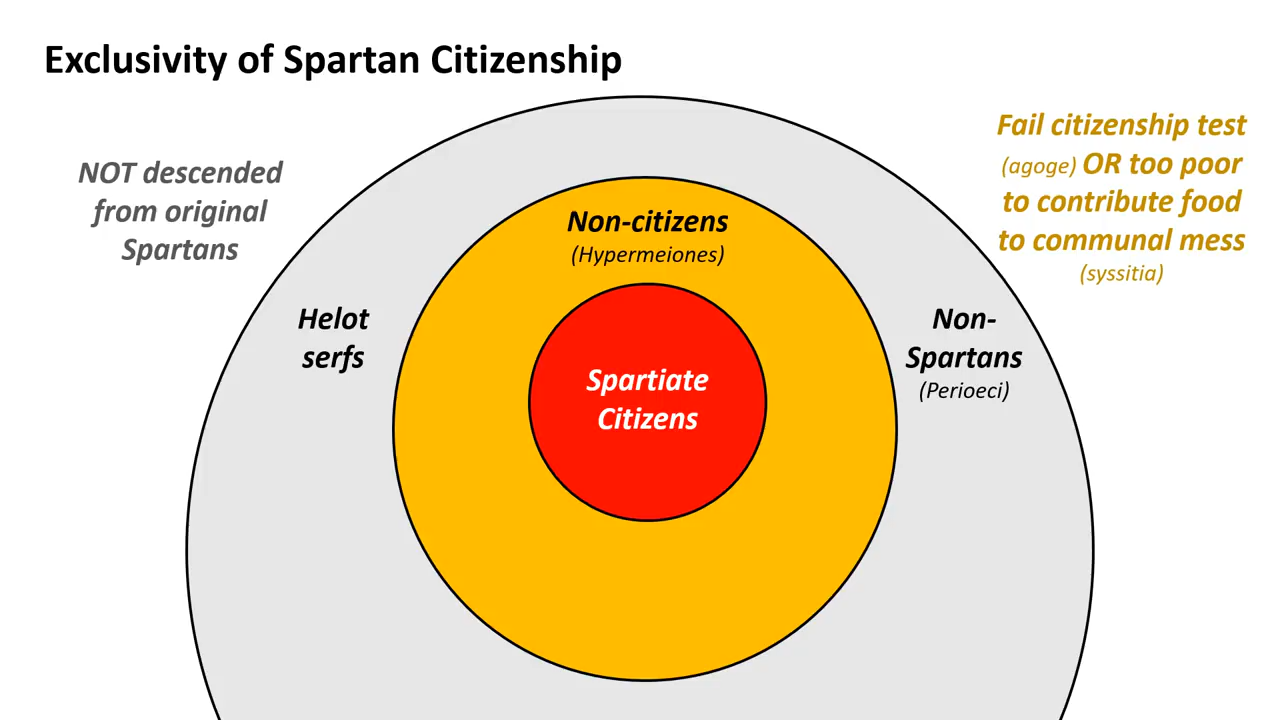 Exclusivity of Spartan Citizenship
NOT descended
from original
Spartans
Fail citizenship test
(agoge) OR too poor
to contribute food
to communal mess
(syssitia)
Non-citizens
(Hypermeiones)
Helot
serfs
Non-
Spartans
(Perioeci)
Spartiate
Citizens